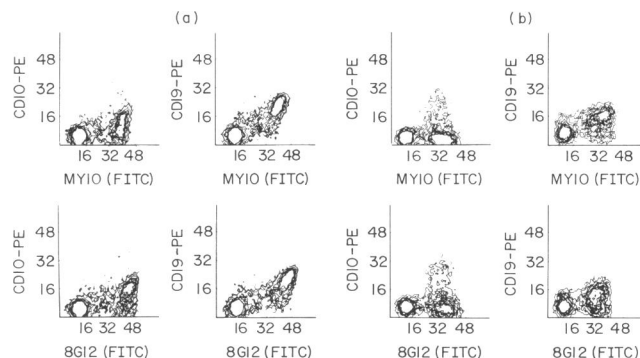 (a) (b)
CD10-PE CD19-PE CD10-PE CD19-PE
48 48 48 48
32 32 32 32
16 16 16 16
16 32 48 16 32 48 16 32 48 16 32 48
MY10 (FITC) MY10 (FITC) MY10 (FITC) MY10 (FITC)
CD10-PE CD19-PE CD10-PE CD19-PE
48 48 48 48
32 32 32 32
16 16 16 16
16 32 48 16 32 48 16 32 48 16 32 48
8G12 (FITC) 8G12 (FITC) 8G12 (FITC) 8G12 (FITC)